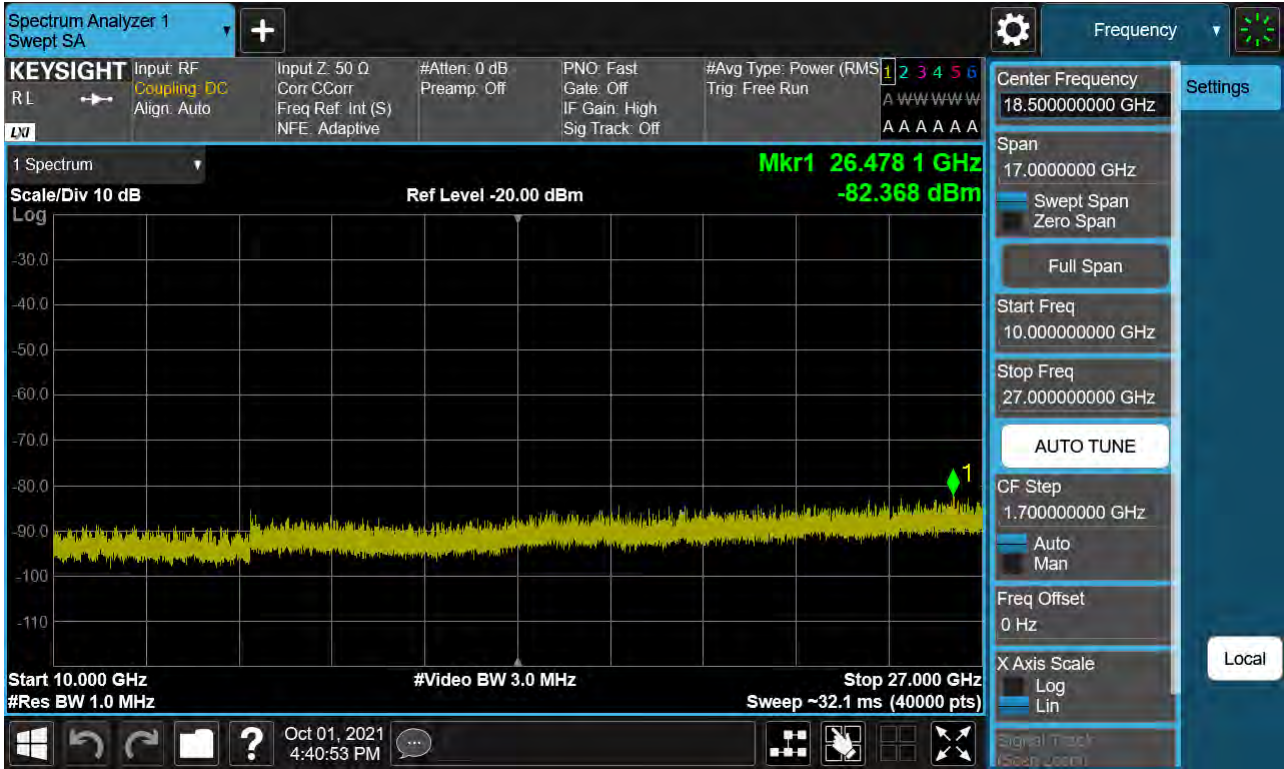 Spectrum Analyzer 1
Swept SA
+
Frequency
KEYSIGHT
R L
LXI
Input: RF
Coupling: DC
Align: Auto
Input Z: 50 Ω
Corr CCorr
Freq Ref: Int (S)
NFE: Adaptive
#Atten: 0 dB
Preamp: Off
PNO: Fast
Gate: Off
IF Gain: High
Sig Track: Off
#Avg Type: Power (RMS
Trig: Free Run
1 2 3 4 5 6
A W W W W W
A A A A A A
Center Frequency
18.500000000 GHz
Settings
Span
17.0000000 GHz
Swept Span
Zero Span
Full Span
Start Freq
10.000000000 GHz
Stop Freq
27.000000000 GHz
AUTO TUNE
CF Step
1.700000000 GHz
Auto
Man
Freq Offset
0 Hz
X Axis Scale
Log
Lin
Signal Track
(Span Zoom)
Local
1 Spectrum
Mkr1 26.478 1 GHz
Scale/Div 10 dB
Ref Level -20.00 dBm
-82.368 dBm
Log
-30.0
-40.0
-50.0
-60.0
-70.0
-80.0
-90.0
-100
-110
1
Start 10.000 GHz
#Video BW 3.0 MHz
Stop 27.000 GHz
#Res BW 1.0 MHz
Sweep ~32.1 ms (40000 pts)
?
Oct 01, 2021
4:40:53 PM